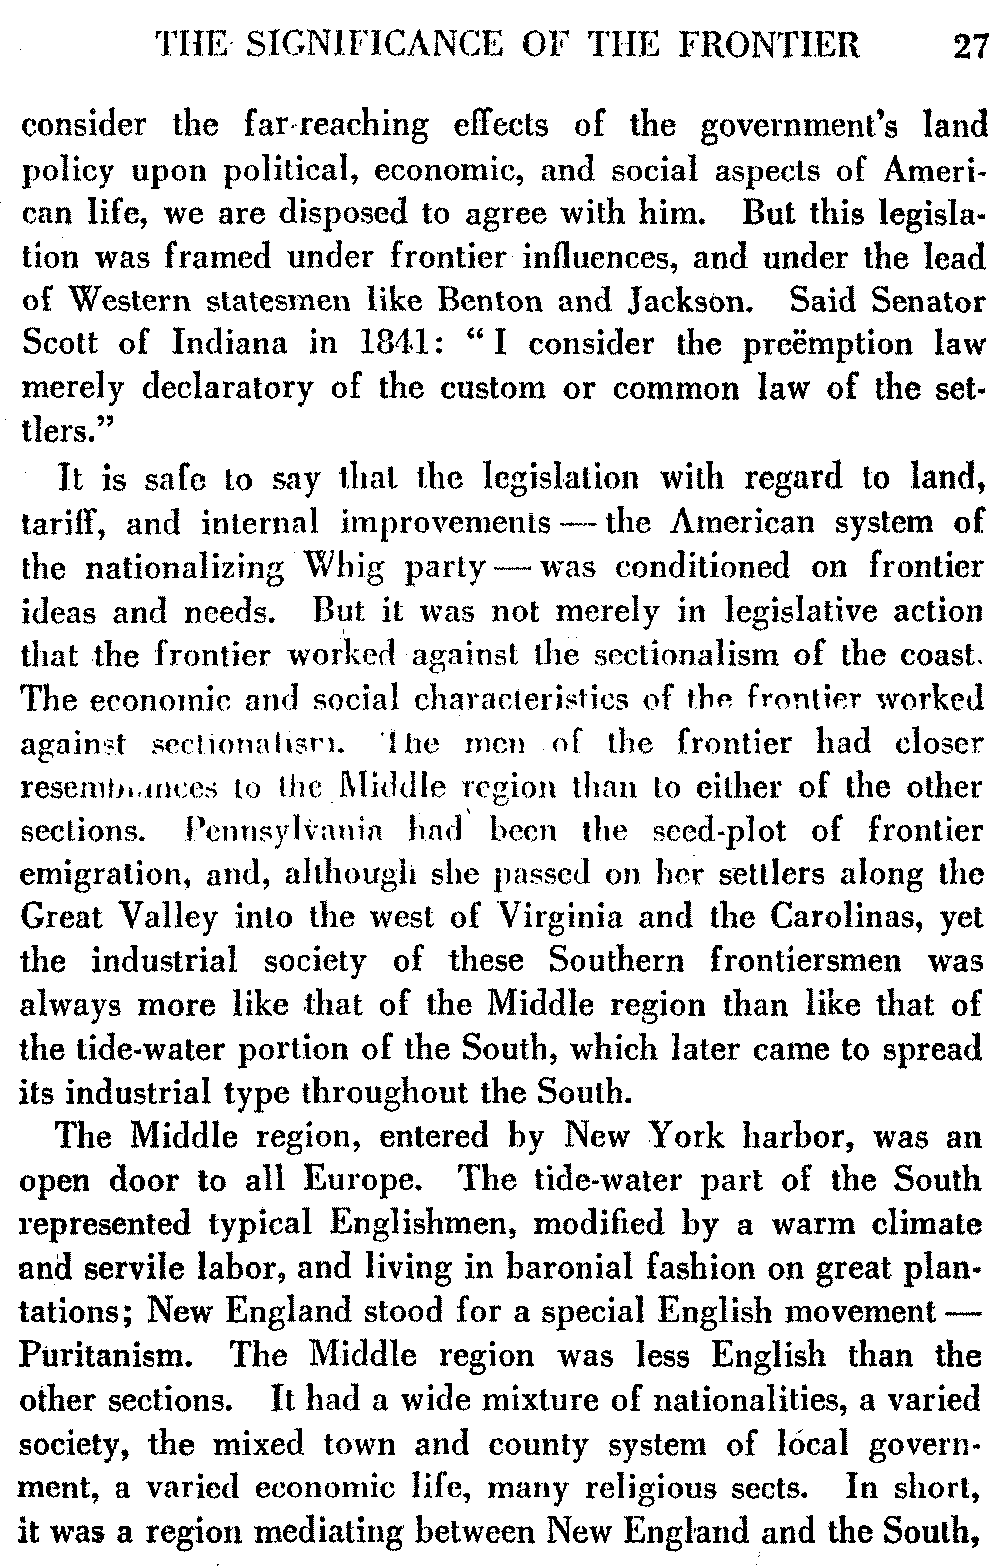 THE SIGNIFICANCE OF THE FRONTIER 27
consider the far-reaching effects of the government's land
policy upon political, economic, and social aspects of Ameri-
can life, we are disposed to agree with him. But this legisla-
tion was framed under frontier influences, and under the lead
of Western statesmen like Benton and Jackson. Said Senator
Scott of Indiana in 1841: “ I consider the preëmption law
merely declaratory of the custom or common law of the set-
tlers.”
It is safe to say that the legislation with regard to land,
tariff, and internal improvements — the American system of
the nationalizing Whig party — was conditioned on frontier
ideas and needs. But it was not merely in legislative action
that the frontier worked against the sectionalism of the coast.
The economic and social characteristics of the frontier worked
against sectionalism. The men of the frontier had closer
resemblances to the Middle region than to either of the other
sections. Pennsylvania had been the seed-plot of frontier
emigration, and, although she passed on her settlers along the
Great Valley into the west of Virginia and the Carolinas, yet
the industrial society of these Southern frontiersmen was
always more like that of the Middle region than like that of
the tide-water portion of the South, which later came to spread
its industrial type throughout the South.
The Middle region, entered by New York harbor, was an
open door to all Europe. The tide-water part of the South
represented typical Englishmen, modified by a warm climate
and servile labor, and living in baronial fashion on great plan-
tations; New England stood for a special English movement —
Puritanism. The Middle region was less English than the
other sections. It had a wide mixture of nationalities, a varied
society, the mixed town and county system of local govern-
ment, a varied economic life, many religious sects. In short,
it was a region mediating between New England and the South,